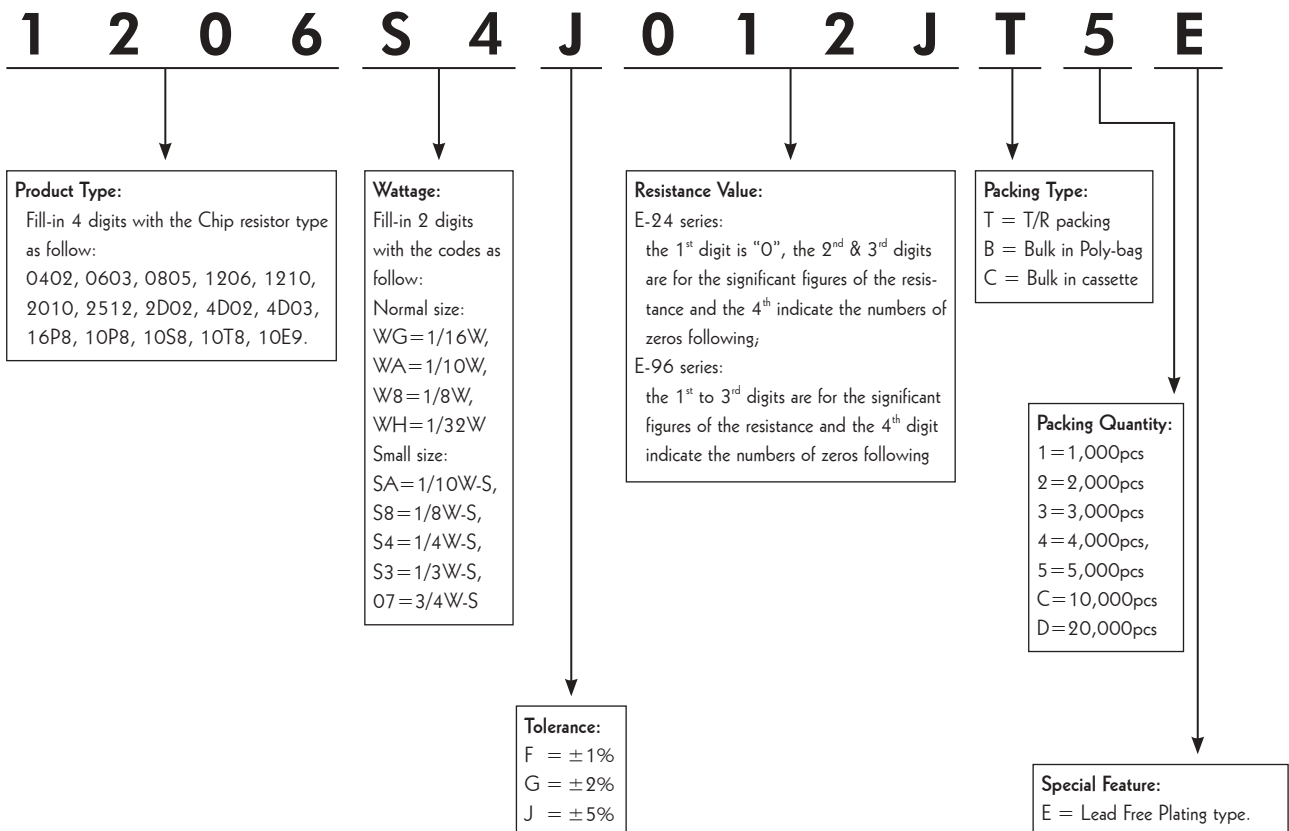 1 2 0 6 S 4 J 0 1 2 J T 5 E
Product Type:
Fill-in 4 digits with the Chip resistor type
as follow:
0402, 0603, 0805, 1206, 1210,
2010, 2512, 2D02, 4D02, 4D03,
16P8, 10P8, 10S8, 10T8, 10E9.
Wattage:
Fill-in 2 digits
with the codes as
follow:
Normal size:
WG=1/16W,
WA=1/10W,
W8=1/8W,
WH=1/32W
Small size:
SA=1/10W-S,
S8=1/8W-S,
S4=1/4W-S,
S3=1/3W-S,
07=3/4W-S
Tolerance:
F = ±1%
G = ±2%
J = ±5%
Resistance Value:
E-24 series:
the 1st digit is “0”, the 2nd & 3rd digits
are for the significant figures of the resis-
tance and the 4th indicate the numbers of
zeros following;
E-96 series:
the 1st to 3rd digits are for the significant
figures of the resistance and the 4th digit
indicate the numbers of zeros following
Packing Type:
T = T/R packing
B = Bulk in Poly-bag
C = Bulk in cassette
Packing Quantity:
1=1,000pcs
2=2,000pcs
3=3,000pcs
4=4,000pcs,
5=5,000pcs
C=10,000pcs
D=20,000pcs
Special Feature:
E = Lead Free Plating type.